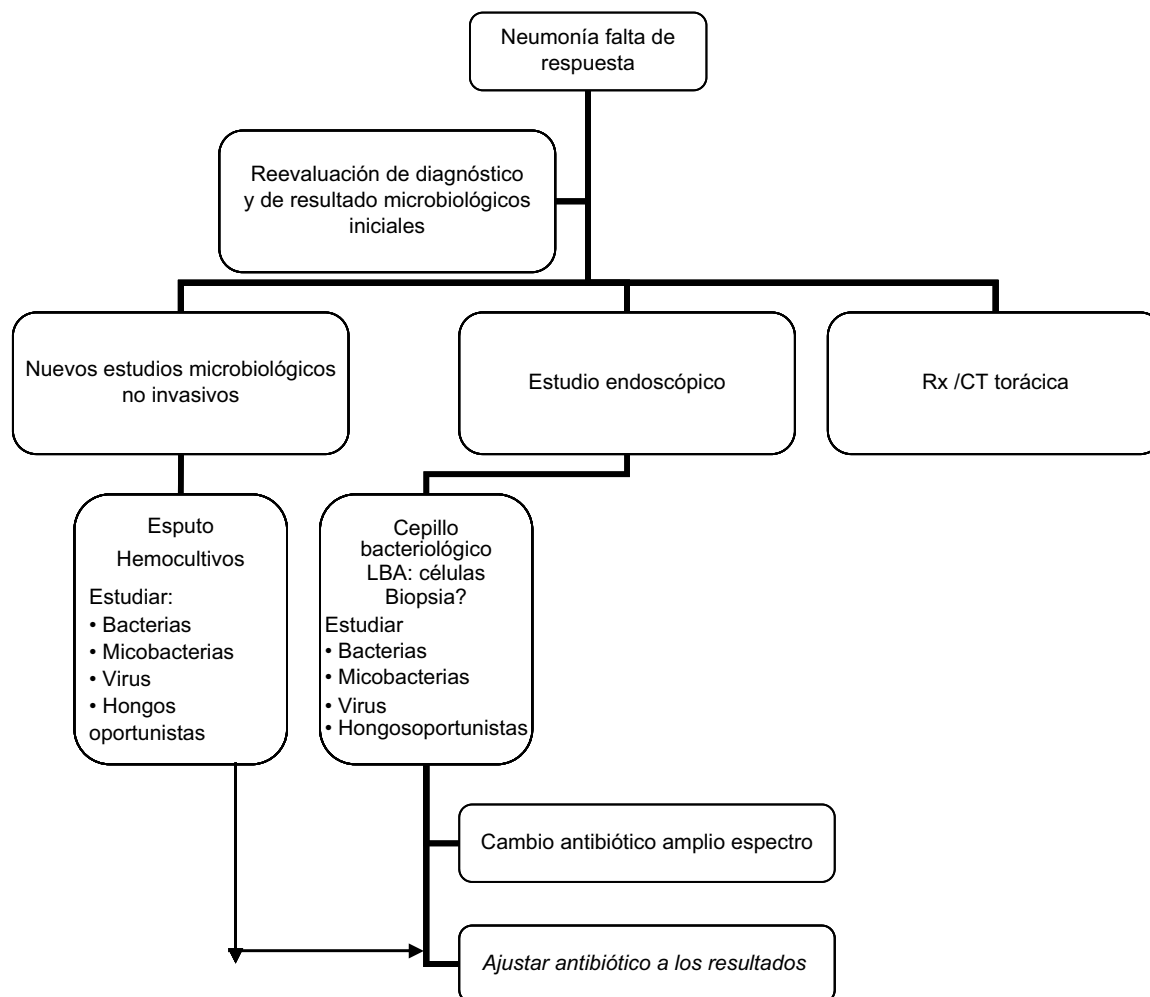 Neumonía falta de
respuesta
Reevaluación de diagnóstico
y de resultado microbiológicos
iniciales
Nuevos estudios microbiológicos
no invasivos
Estudio endoscópico
Rx /CT torácica
Esputo
Hemocultivos
Estudiar:
• Bacterias
• Micobacterias
• Virus
• Hongos
oportunistas
Cepillo
bacteriológico
LBA: células
Biopsia?
Estudiar
• Bacterias
• Micobacterias
• Virus
• Hongosoportunistas
Cambio antibiótico amplio espectro
Ajustar antibiótico a los resultados